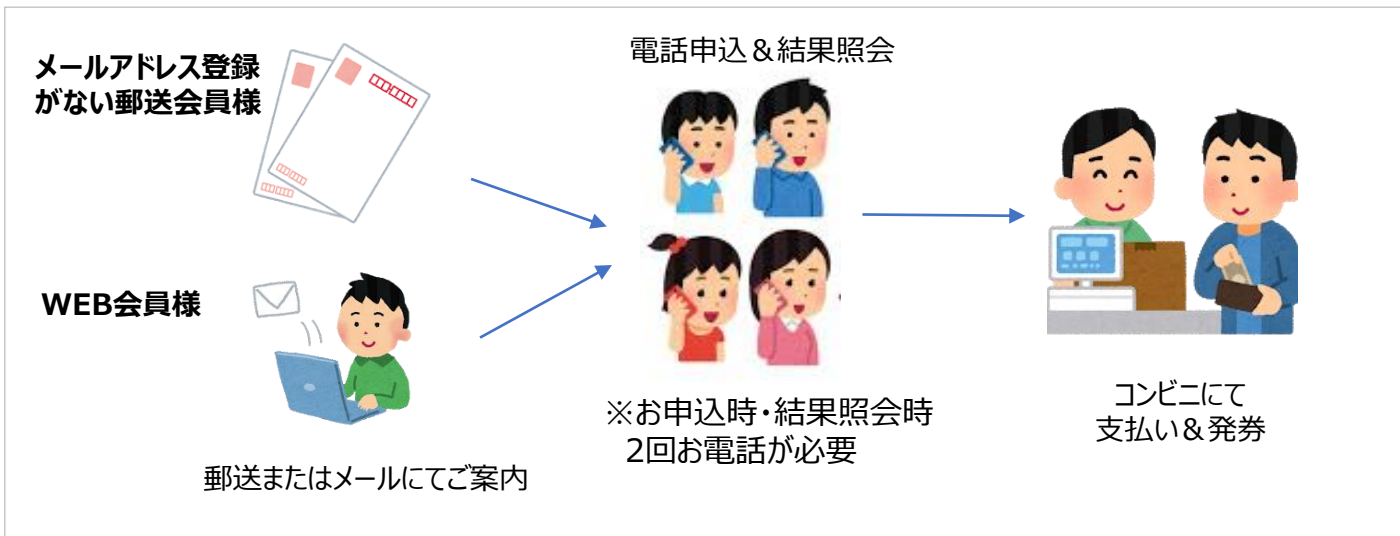 メールアドレス登録
がない郵送会員様
WEB会員様
郵送またはメールにてご案内
電話申込＆結果照会
※お申込時・結果照会時
2回お電話が必要
コンビニにて
支払い＆発券